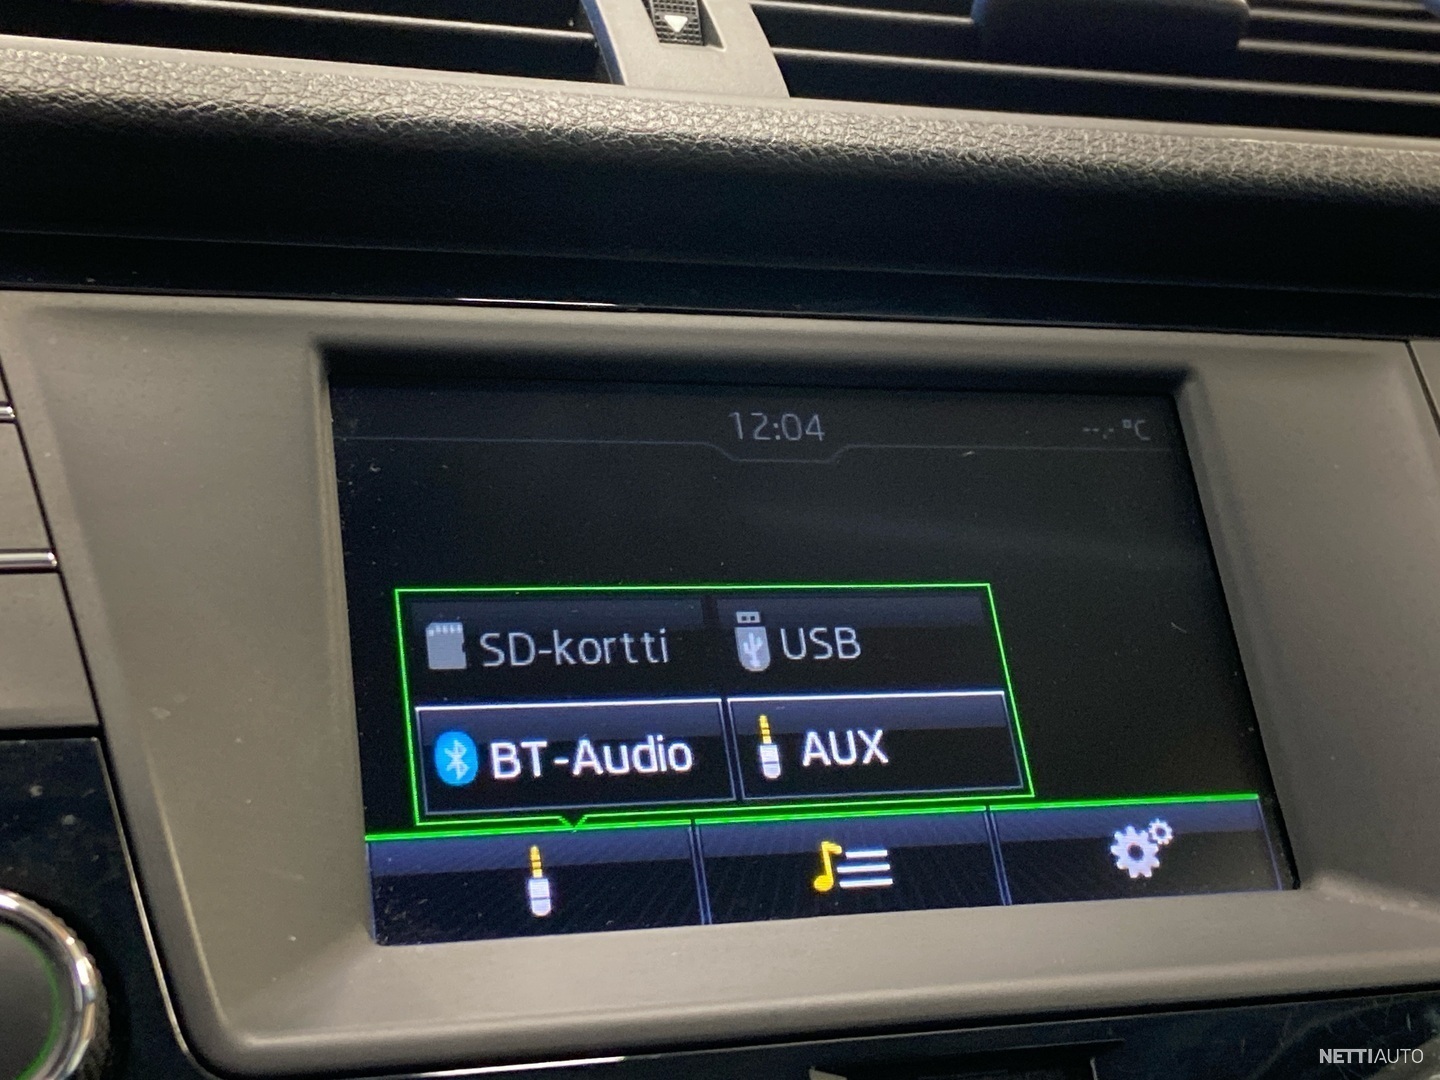 12:04
--.- °C
SD-kortti
USB
BT-Audio
AUX
NETTIAUTO